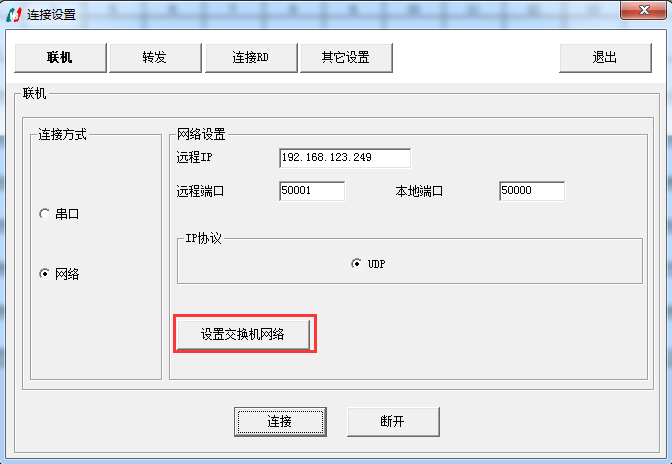 连接设置
联机 转发 连接RD 其它设置 退出
联机
连接方式
网络设置
远程IP 192.168.123.249
远程端口 50001 本地端口 50000
串口
IP协议
网络
UDP
设置交换机网络
连接 断开